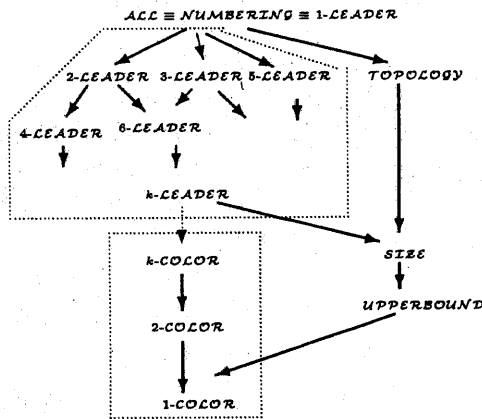 ALL ≡ NUMBERING ≡ 1-LEADER
2-LEADER 3-LEADER 5-LEADER TOPOLOGY
4-LEADER 6-LEADER
k-LEADER
SIZE
k-COLOR
UPPERBOUND
2-COLOR
1-COLOR